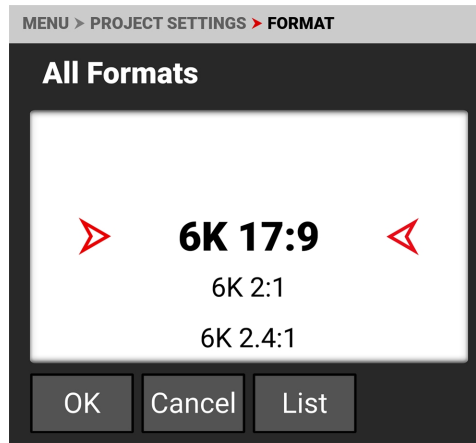 MENU > PROJECT SETTINGS > FORMAT
All Formats
6K 17:9
6K 2:1
6K 2.4:1
OK Cancel List